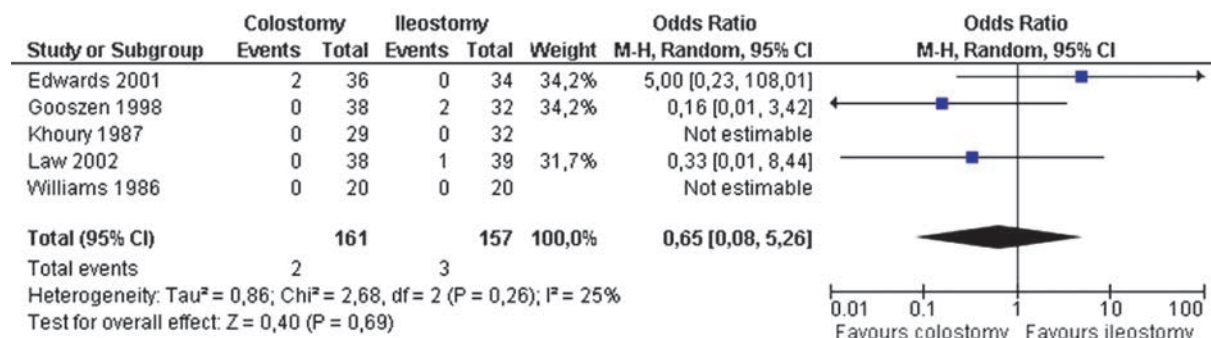 Colostomy Ileostomy Odds Ratio Odds Ratio
Study or Subgroup Events Total Events Total Weight M-H, Random, 95% CI M-H, Random, 95% CI
Edwards 2001 2 36 0 34 34,2% 5,00 [0,23, 108,01]
Gooszen 1998 0 38 2 32 34,2% 0,16 [0,01, 3,42]
Khoury 1987 0 29 0 32 Not estimable
Law 2002 0 38 1 39 31,7% 0,33 [0,01, 8,44]
Williams 1986 0 20 0 20 Not estimable
Total (95% CI) 161 157 100,0% 0,65 [0,08, 5,26]
Total events 2 3
Heterogeneity: Tau² = 0,86; Chi² = 2,68, df = 2 (P = 0,26); I² = 25%
Test for overall effect: Z = 0,40 (P = 0,69)
0.01 0.1 1 10 100
Favours colostomy Favours ileostomy